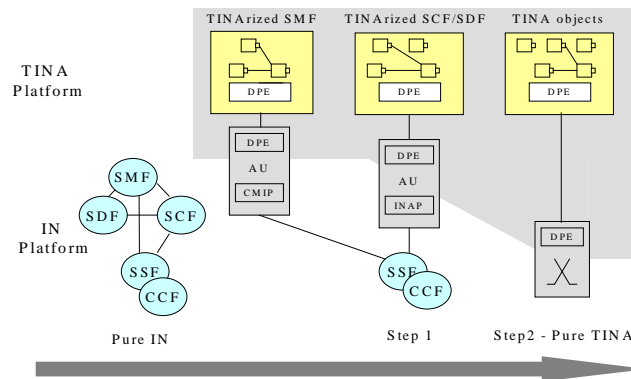 TINArized SMF
TINArized SCF/SDF
TINA objects
TINA
Platform
DPE
DPE
DPE
DPE
AU
CMIP
DPE
AU
INAP
DPE
IN
Platform
SMF
SDF
SCF
SSF
CCF
SSF
CCF
Pure IN
Step 1
Step2 - Pure TINA